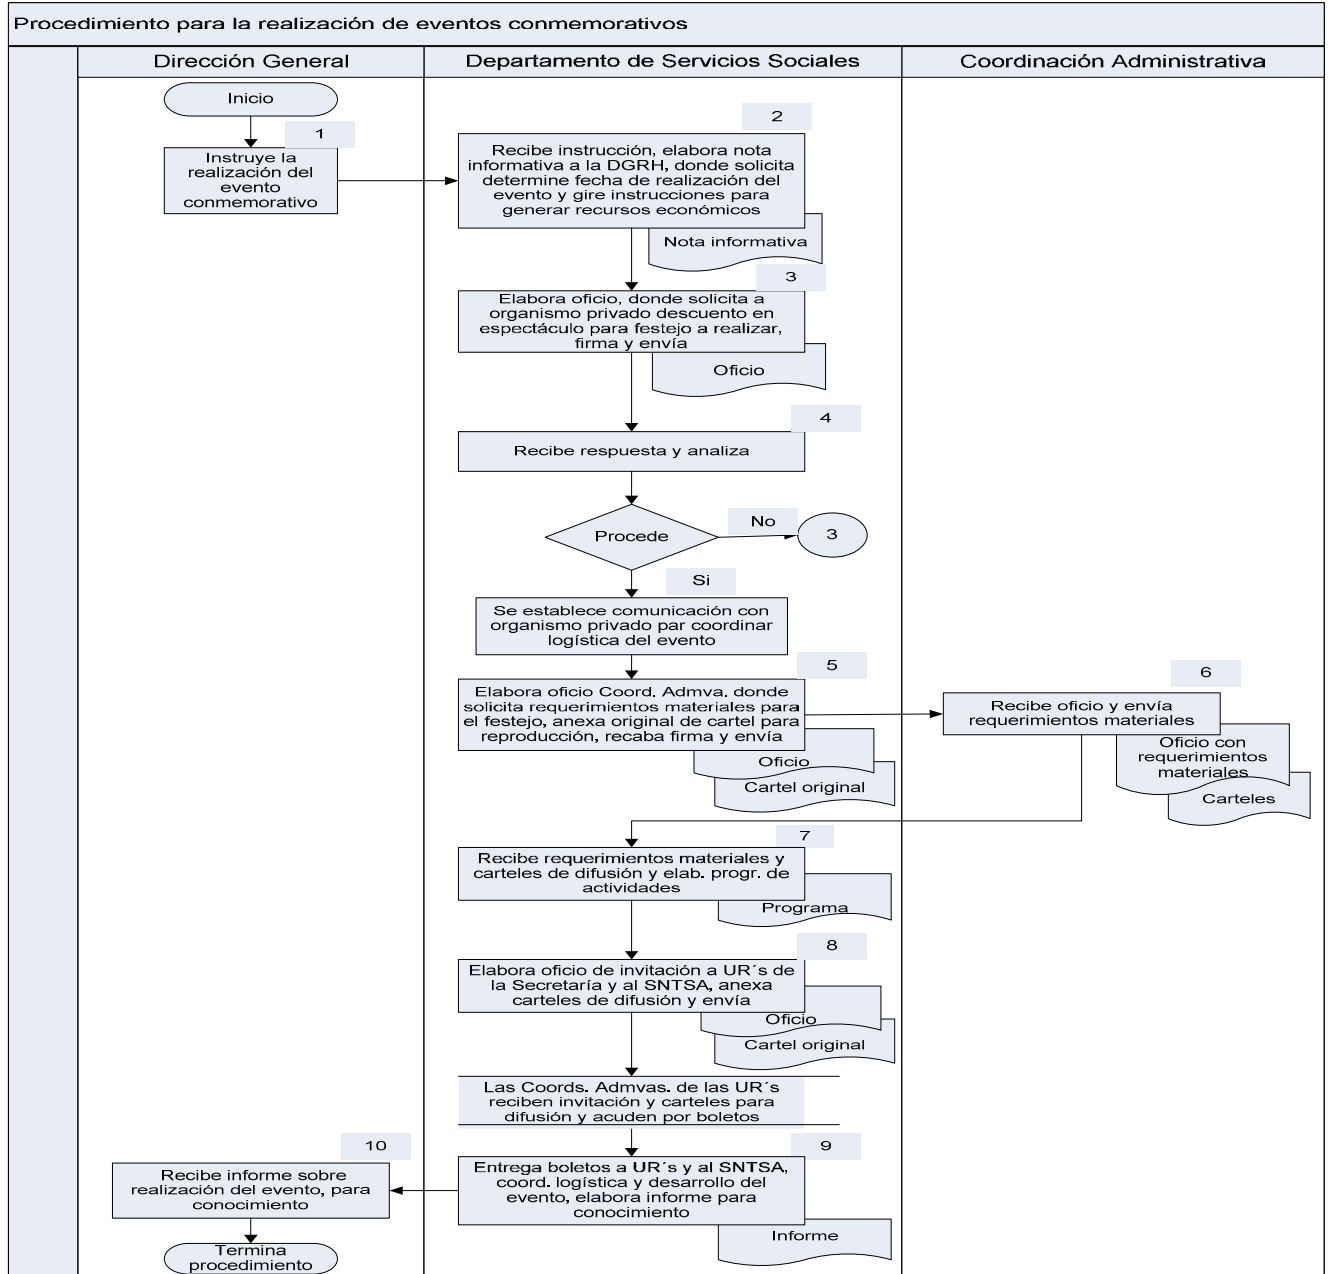 Procedimiento para la realización de eventos conmemorativos
Dirección General
Departamento de Servicios Sociales
Coordinación Administrativa
Inicio
1
Instruye la
realización del
evento
conmemorativo
2
Recibe instrucción, elabora nota
informativa a la DGRH, donde solicita
determine fecha de realización del
evento y gire instrucciones para
generar recursos económicos
Nota informativa
3
Elabora oficio, donde solicita a
organismo privado descuento en
espectáculo para festejo a realizar,
firma y envía
Oficio
4
Recibe respuesta y analiza
Procede
No
3
Si
Se establece comunicación con
organismo privado par coordinar
logística del evento
5
Elabora oficio Coord. Admva. donde
solicita requerimientos materiales para
el festejo, anexa original de cartel para
reproducción, recaba firma y envía
Oficio
Cartel original
6
Recibe oficio y envía
requerimientos materiales
Oficio con
requerimientos
materiales
Carteles
7
Recibe requerimientos materiales y
carteles de difusión y elab. progr. de
actividades
Programa
8
Elabora oficio de invitación a UR´s de
la Secretaría y al SNTSA, anexa
carteles de difusión y envía
Oficio
Cartel original
Las Coords. Admvas. de las UR´s
reciben invitación y carteles para
difusión y acuden por boletos
9
Entrega boletos a UR´s y al SNTSA,
coord. logística y desarrollo del
evento, elabora informe para
conocimiento
Informe
10
Recibe informe sobre
realización del evento, para
conocimiento
Termina
procedimiento